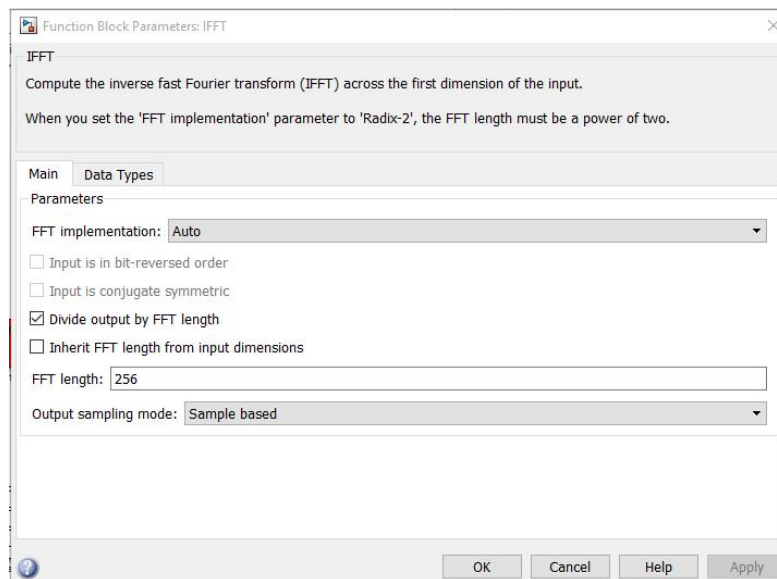 Function Block Parameters: IFFT
IFFT
Compute the inverse fast Fourier transform (IFFT) across the first dimension of the input.
When you set the 'FFT implementation' parameter to 'Radix-2', the FFT length must be a power of two.
Main Data Types
Parameters
FFT implementation: Auto
Input is in bit-reversed order
Input is conjugate symmetric
Divide output by FFT length
Inherit FFT length from input dimensions
FFT length: 256
Output sampling mode: Sample based
? OK Cancel Help Apply